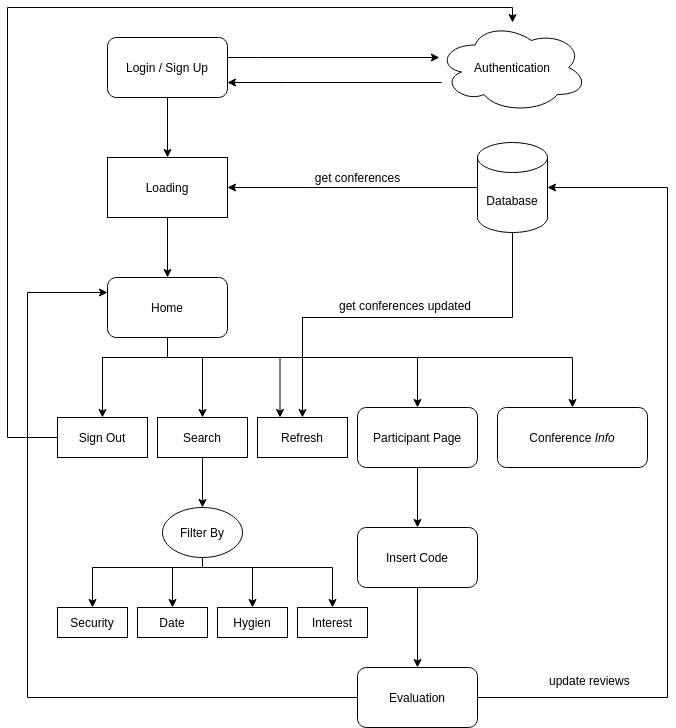 Login / Sign Up
Authentication
Loading
get conferences
Database
Home
get conferences updated
Sign Out
Search
Refresh
Participant Page
Conference Info
Filter By
Insert Code
Security
Date
Hygien
Interest
Evaluation
update reviews